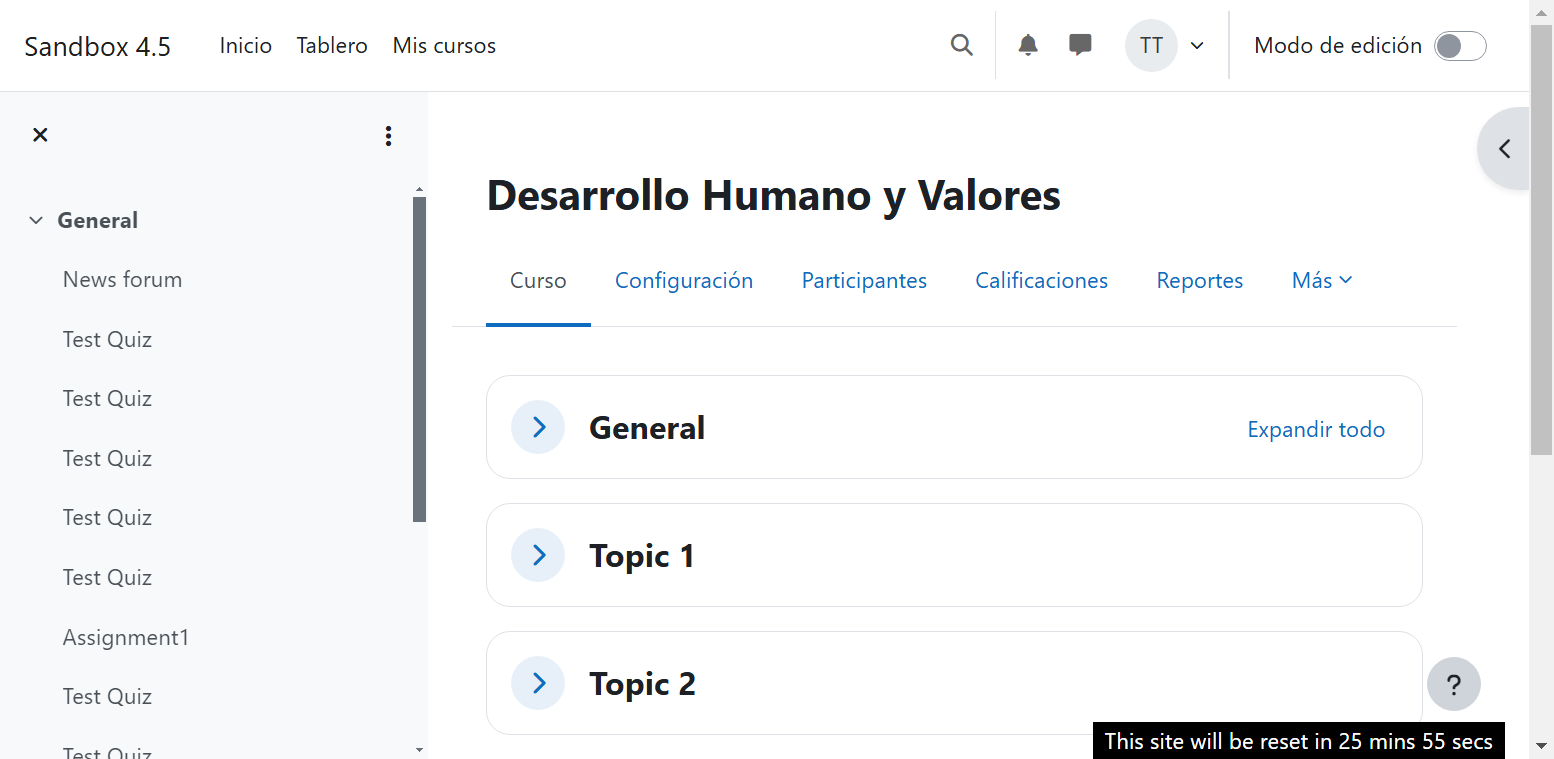 Sandbox 4.5 Inicio Tablero Mis cursos TT Modo de edición
General
News forum
Test Quiz
Test Quiz
Test Quiz
Test Quiz
Test Quiz
Assignment1
Test Quiz
Test Quiz
Desarrollo Humano y Valores
Curso Configuración Participantes Calificaciones Reportes Más
General Expandir todo
Topic 1
Topic 2
?
This site will be reset in 25 mins 55 secs